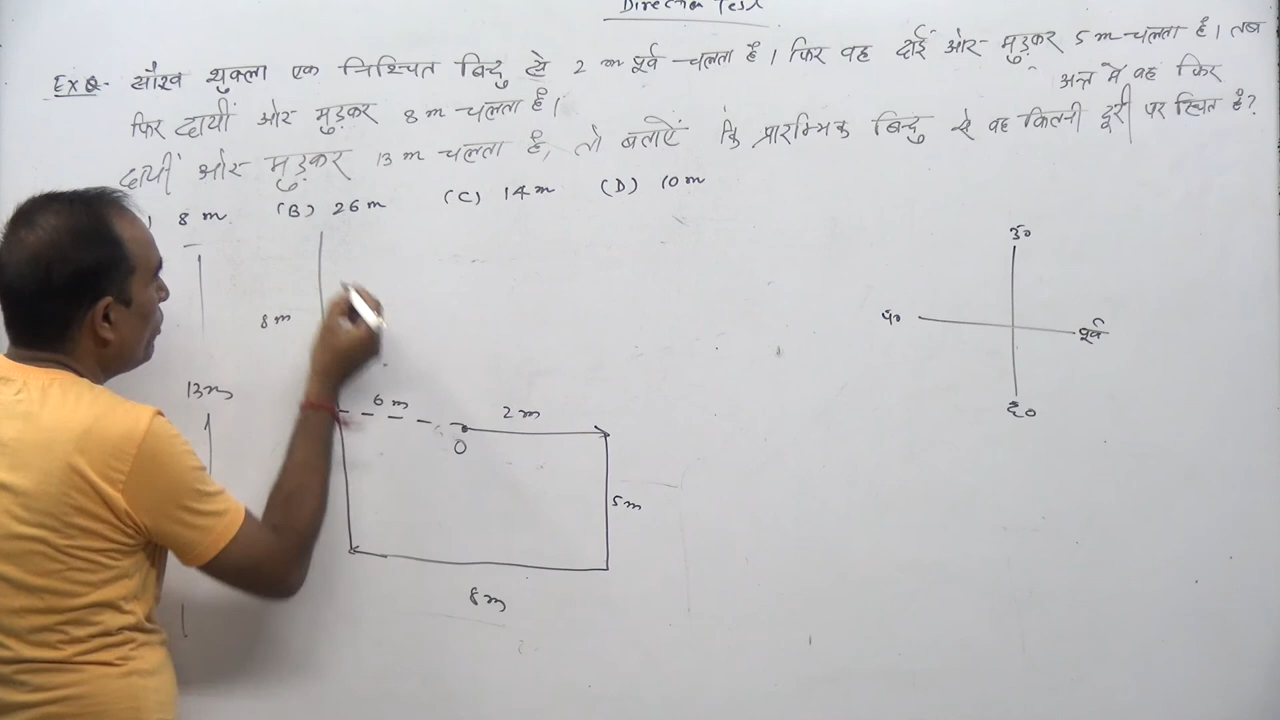 Direction Test
Ex Q- सौरव शुक्ला एक निश्चित बिन्दु से 2 m पूर्व चलता है। फिर वह दाईं ओर मुड़कर 5 m चलता है। तब
फिर दायीं ओर मुड़कर 8 m चलता है। अन्त में वह फिर
दायीं ओर मुड़कर 13 m चलता है, तो बताऐं कि प्रारम्भिक बिन्दु से वह कितनी दूरी पर स्थित है?
) 8 m (B) 26 m (C) 14 m (D) 10 m
उ०
प० पूर्व
द०
8 m
13 m
6 m 2 m
O
5 m
8 m